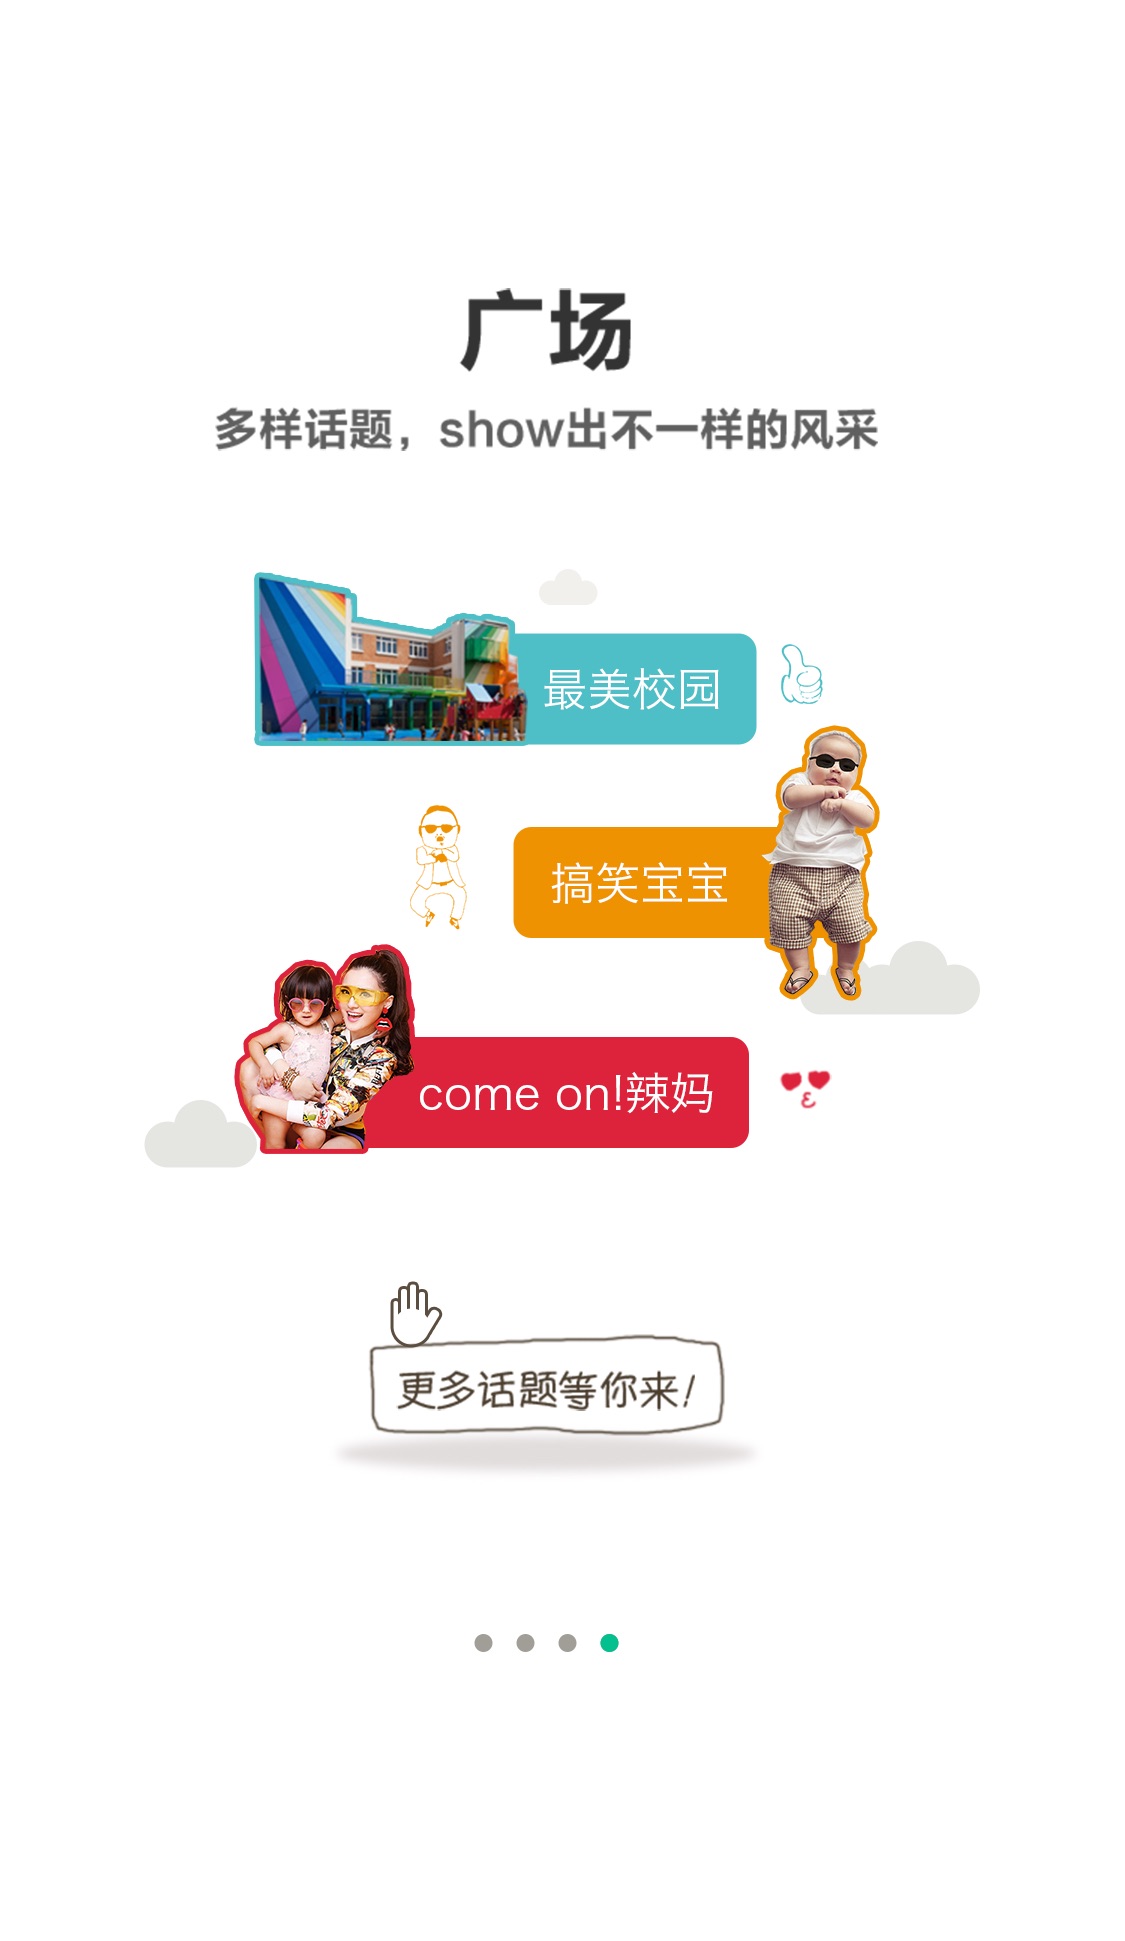 广场
多样话题，show出不一样的风采
最美校园
搞笑宝宝
come on!辣妈
更多话题等你来!